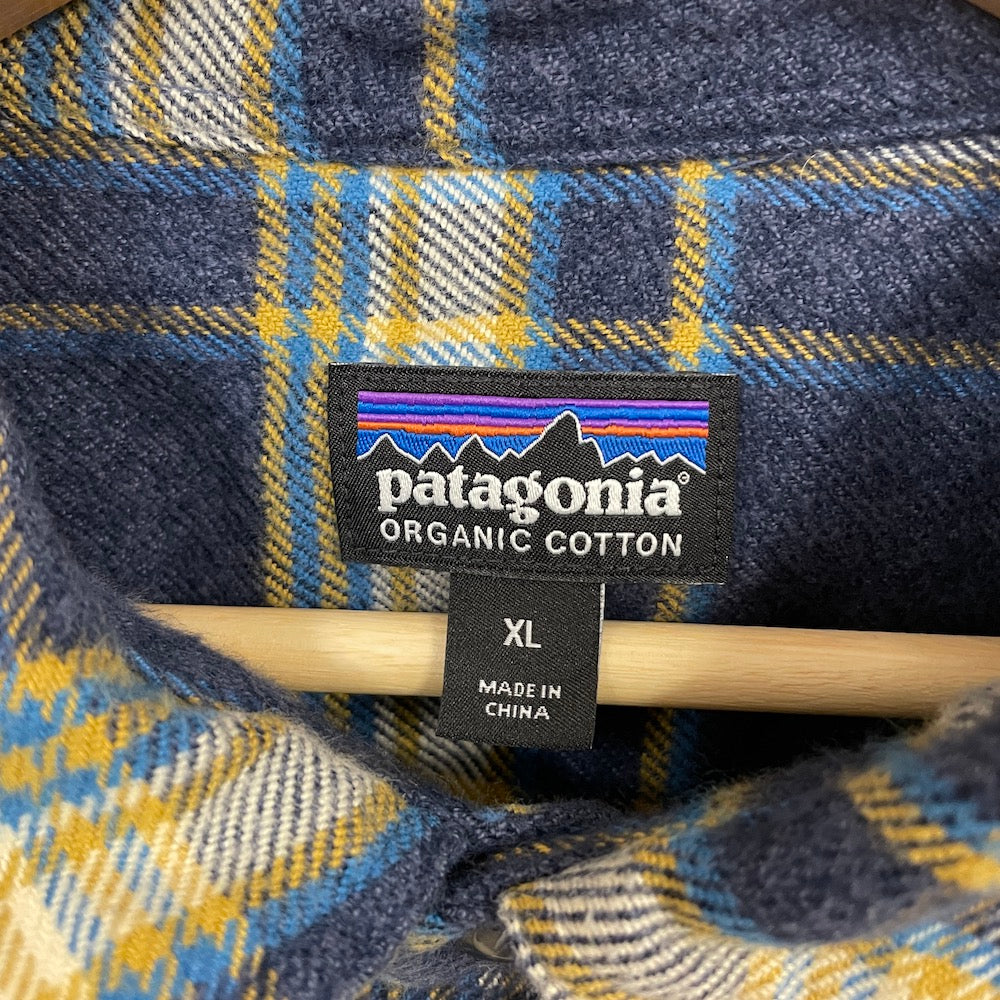 patagonia®
ORGANIC COTTON
XL
MADE IN
CHINA